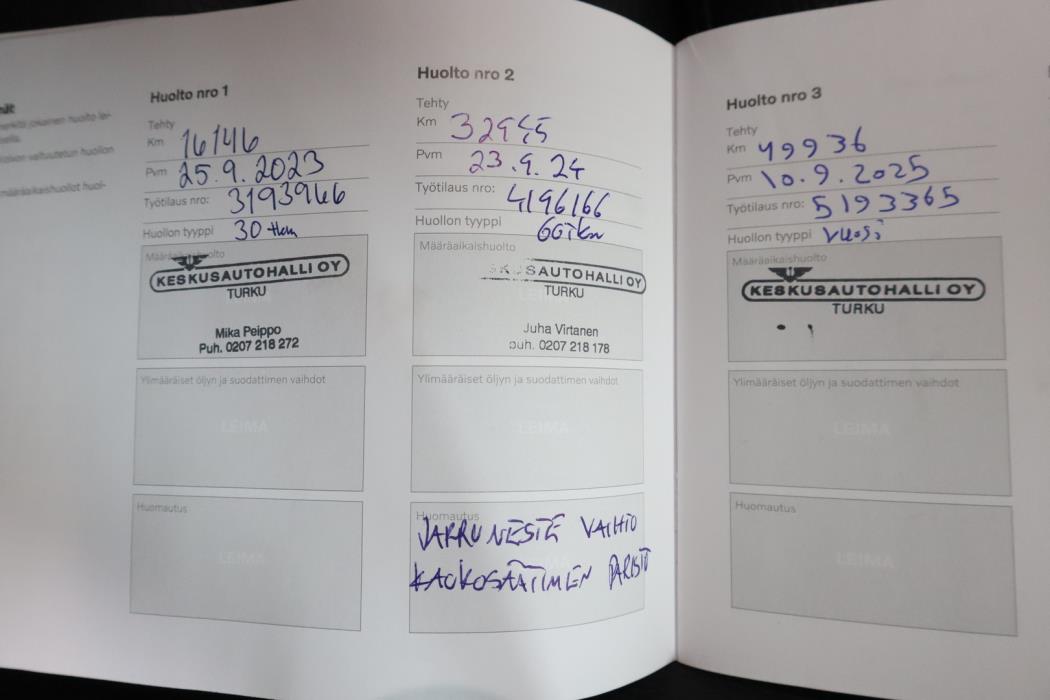 Huolto nro 1
Tehty
Km 16146
Pvm 25.9.2023
Työtilaus nro: 3193946
Huollon tyyppi 30 tkm
Määräaikaishuolto
KESKUSAUTOHALLI OY
TURKU
Mika Peippo
Puh. 0207 218 272
Ylimääräiset öljyn ja suodattimen vaihdot
LEIMA
Huomautus
LEIMA
Huolto nro 2
Tehty
Km 32945
Pvm 23.9.24
Työtilaus nro: 4196166
Huollon tyyppi 60Tkm
Määräaikaishuolto
KESKUSAUTOHALLI OY
TURKU
Juha Virtanen
puh. 0207 218 178
Ylimääräiset öljyn ja suodattimen vaihdot
LEIMA
Huomautus
JARRUNESTE VAIHTO
KAUKOSÄÄTIMEN PARISTO
Huolto nro 3
Tehty
Km 49936
Pvm 10.9.2025
Työtilaus nro: 5193365
Huollon tyyppi vuosi
Määräaikaishuolto
KESKUSAUTOHALLI OY
TURKU
Ylimääräiset öljyn ja suodattimen vaihdot
LEIMA
Huomautus
LEIMA